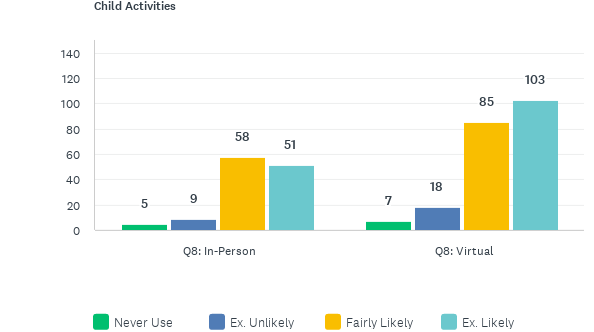 Child Activities
140
120
100
80
60
40
20
0
5
9
58
51
7
18
85
103
Q8: In-Person
Q8: Virtual
Never Use
Ex. Unlikely
Fairly Likely
Ex. Likely